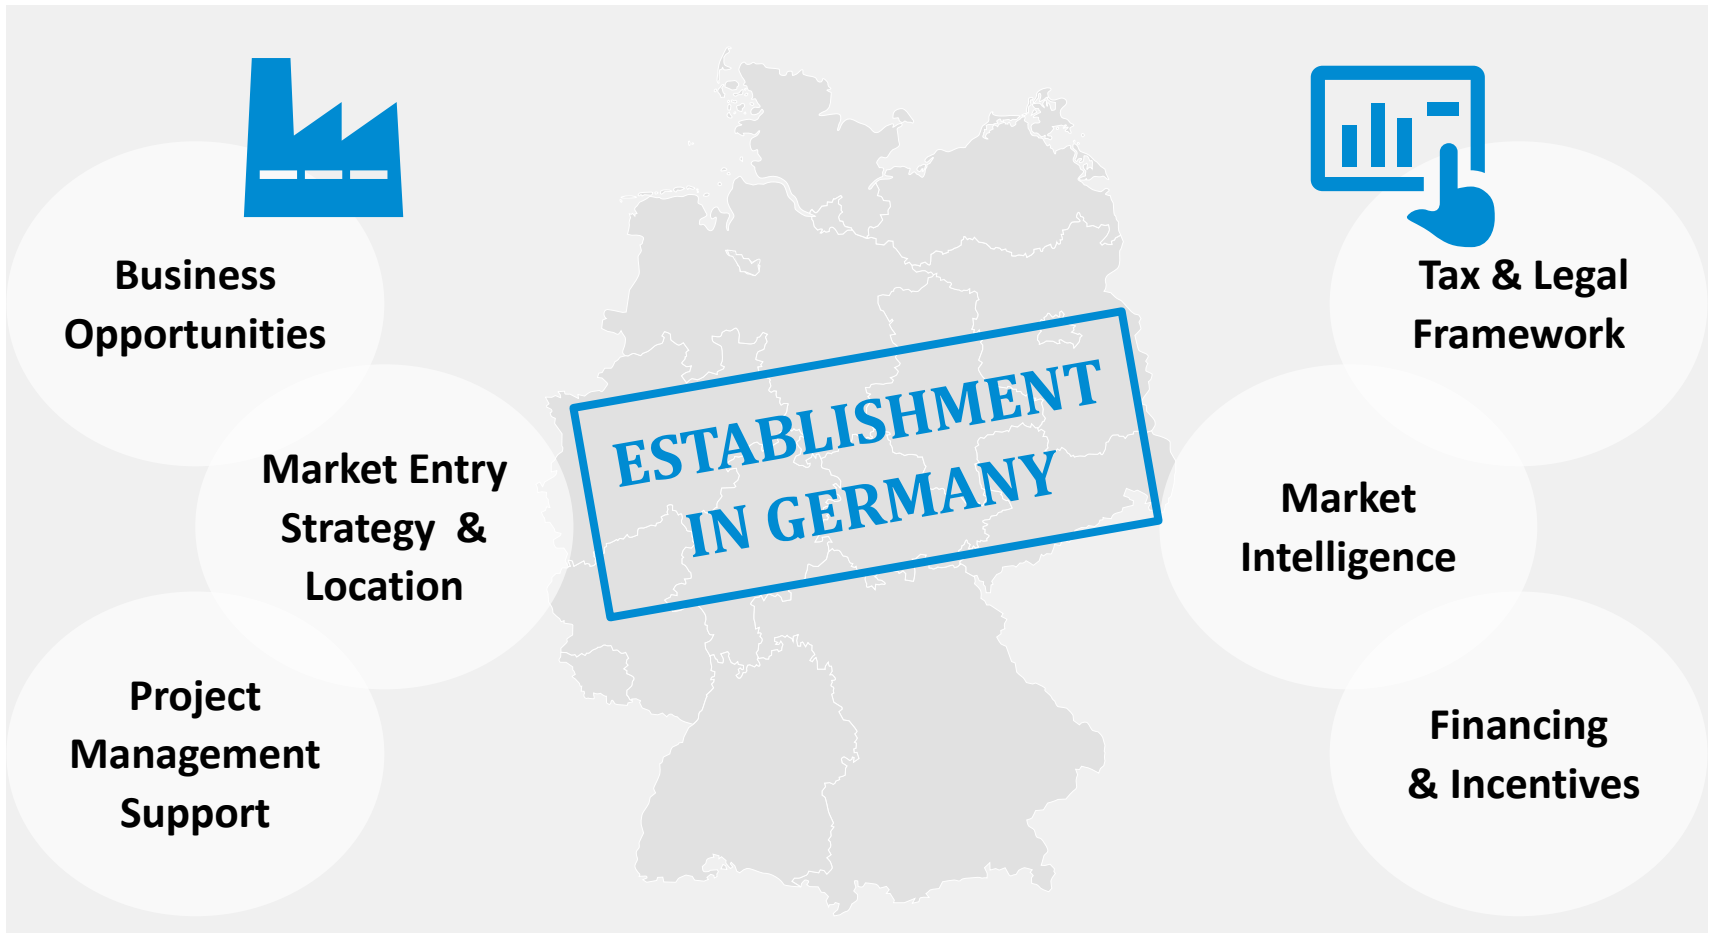 Business
Opportunities
Market Entry
Strategy & 
Location
Project
Management
Support
ESTABLISHMENT
IN GERMANY
Tax & Legal
Framework
Market
Intelligence
Financing
& Incentives